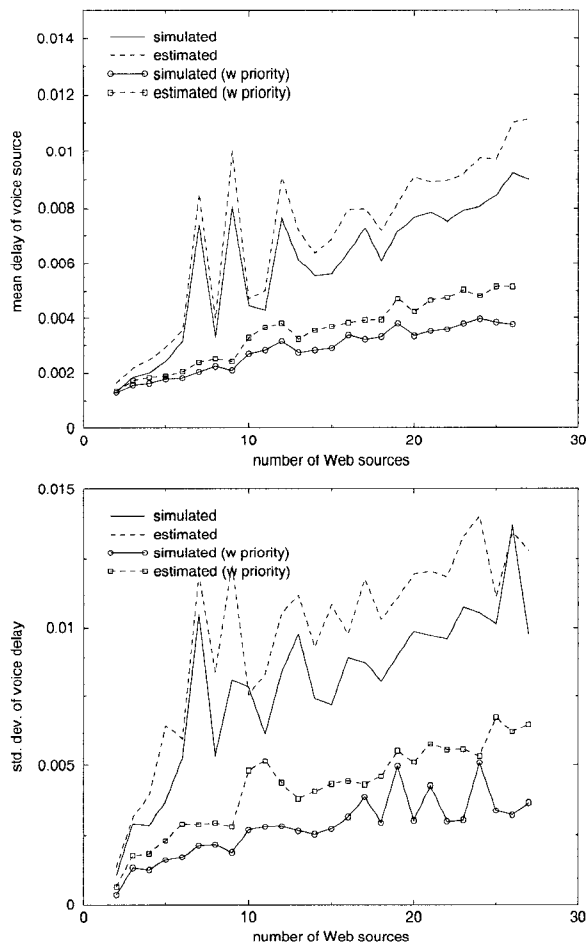 simulated
estimated
simulated (w priority)
estimated (w priority)
mean delay of voice source
0.014
0.012
0.01
0.008
0.006
0.004
0.002
0
0
10
20
30
number of Web sources
simulated
estimated
simulated (w priority)
estimated (w priority)
std. dev. of voice delay
0.015
0.01
0.005
0
0
10
20
30
number of Web sources